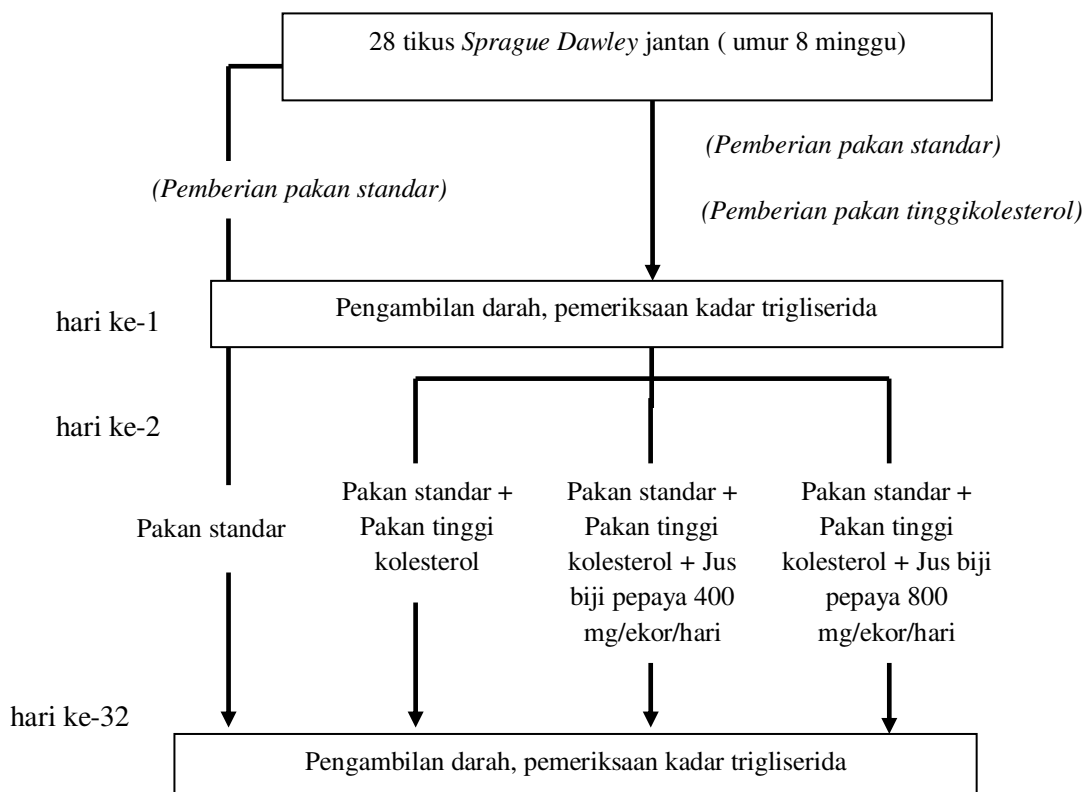 28 tikus Sprague Dawley jantan ( umur 8 minggu)
(Pemberian pakan standar)
(Pemberian pakan standar)
(Pemberian pakan tinggikolesterol)
hari ke-1
Pengambilan darah, pemeriksaan kadar trigliserida
hari ke-2
Pakan standar
Pakan standar +
Pakan tinggi
kolesterol
Pakan standar +
Pakan tinggi
kolesterol + Jus
biji pepaya 400
mg/ekor/hari
Pakan standar +
Pakan tinggi
kolesterol + Jus biji
pepaya 800
mg/ekor/hari
hari ke-32
Pengambilan darah, pemeriksaan kadar trigliserida